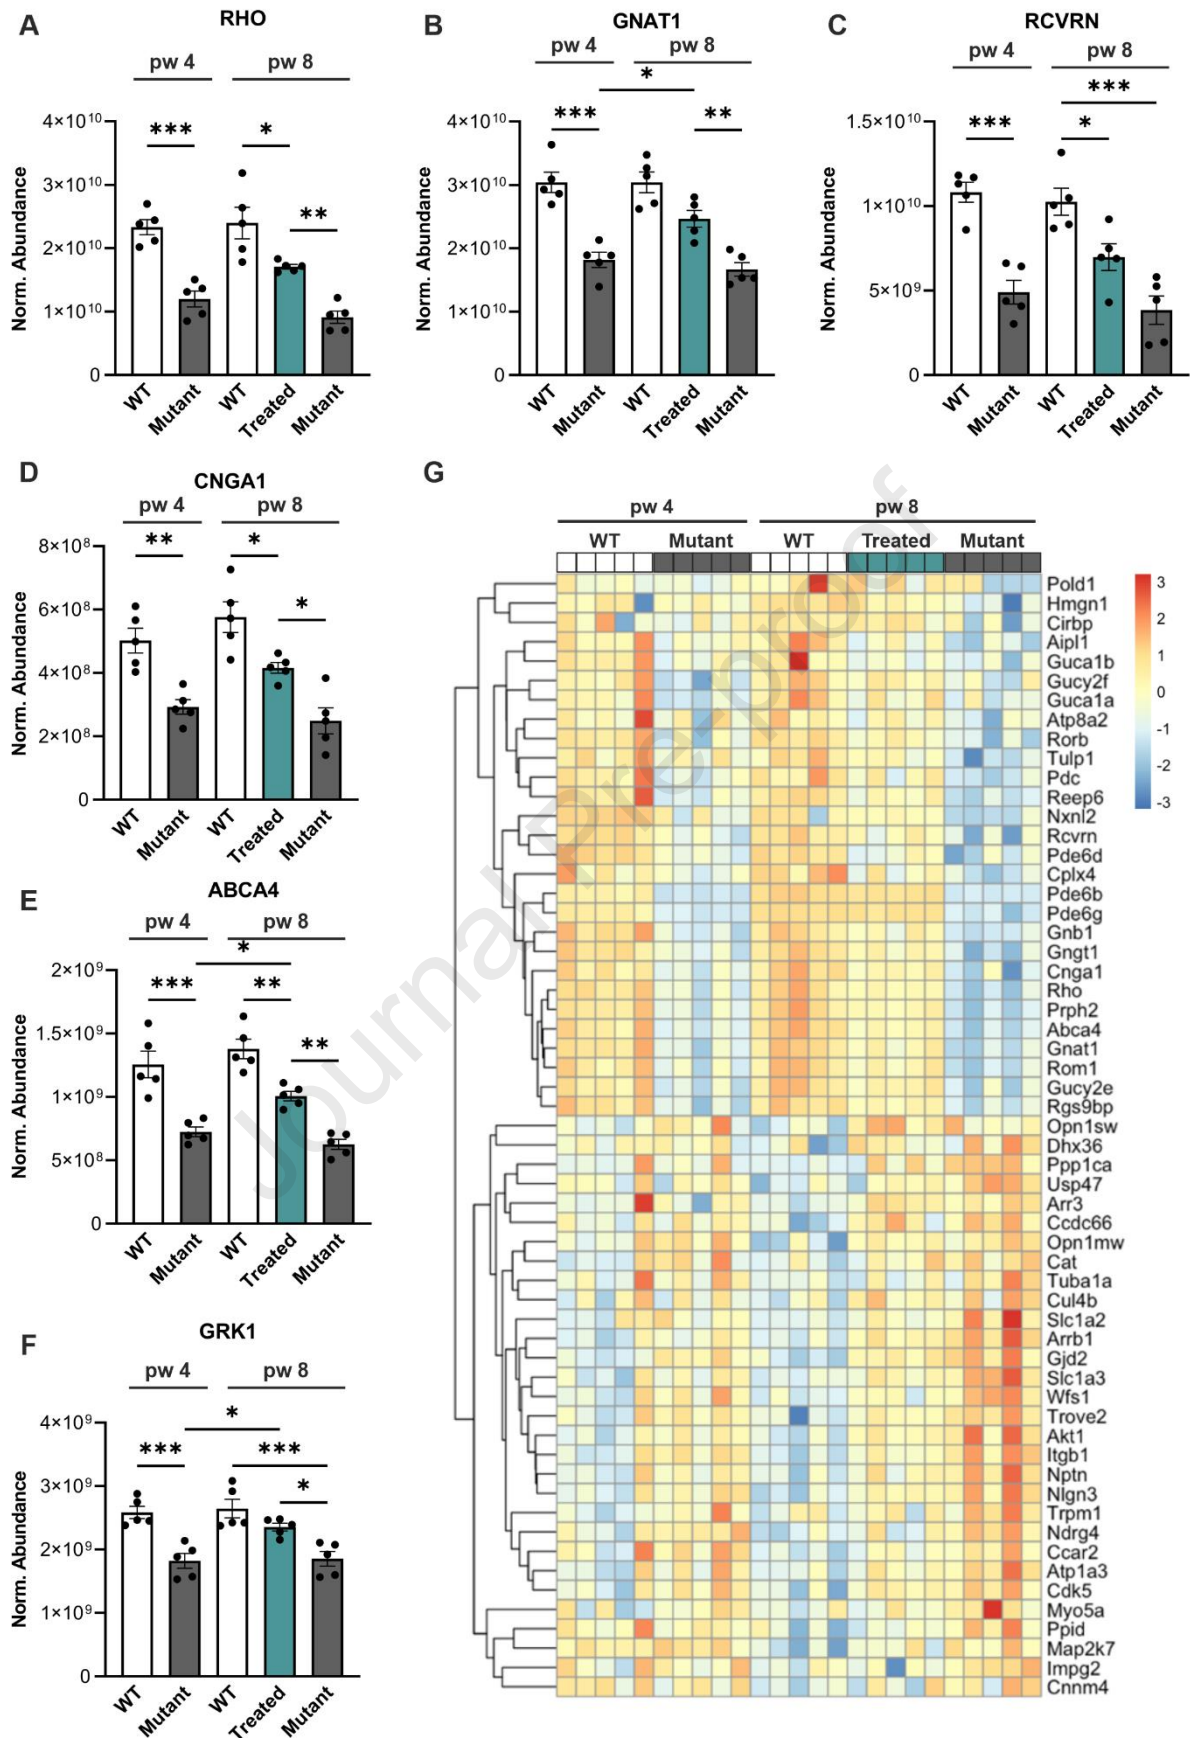 A
RHO
pw 4
pw 8
***
*
**
Norm. Abundance
4×10¹⁰
3×10¹⁰
2×10¹⁰
1×10¹⁰
0
WT
Mutant
WT
Treated
Mutant
B
GNAT1
pw 4
pw 8
*
***
**
Norm. Abundance
4×10¹⁰
3×10¹⁰
2×10¹⁰
1×10¹⁰
0
WT
Mutant
WT
Treated
Mutant
C
RCVRN
pw 4
pw 8
***
***
*
Norm. Abundance
1.5×10¹⁰
1×10¹⁰
5×10⁹
0
WT
Mutant
WT
Treated
Mutant
D
CNGA1
pw 4
pw 8
**
*
*
Norm. Abundance
8×10⁸
6×10⁸
4×10⁸
2×10⁸
0
WT
Mutant
WT
Treated
Mutant
E
ABCA4
pw 4
pw 8
*
***
**
**
Norm. Abundance
2×10⁹
1.5×10⁹
1×10⁹
5×10⁸
0
WT
Mutant
WT
Treated
Mutant
F
GRK1
pw 4
pw 8
*
***
***
*
Norm. Abundance
4×10⁹
3×10⁹
2×10⁹
1×10⁹
0
WT
Mutant
WT
Treated
Mutant
G
pw 4
pw 8
WT
Mutant
WT
Treated
Mutant
Pold1
Hmgn1
Cirbp
Aipl1
Guca1b
Gucy2f
Guca1a
Atp8a2
Rorb
Tulp1
Pdc
Reep6
Nxnl2
Rcvrn
Pde6d
Cplx4
Pde6b
Pde6g
Gnb1
Gngt1
Cnga1
Rho
Prph2
Abca4
Gnat1
Rom1
Gucy2e
Rgs9bp
Opn1sw
Dhx36
Ppp1ca
Usp47
Arr3
Ccdc66
Opn1mw
Cat
Tuba1a
Cul4b
Slc1a2
Arrb1
Gjd2
Slc1a3
Wfs1
Trove2
Akt1
Itgb1
Nptn
Nlgn3
Trpm1
Ndrg4
Ccar2
Atp1a3
Cdk5
Myo5a
Ppid
Map2k7
Impg2
Cnnm4
3
2
1
0
-1
-2
-3
Journal Pre-proof